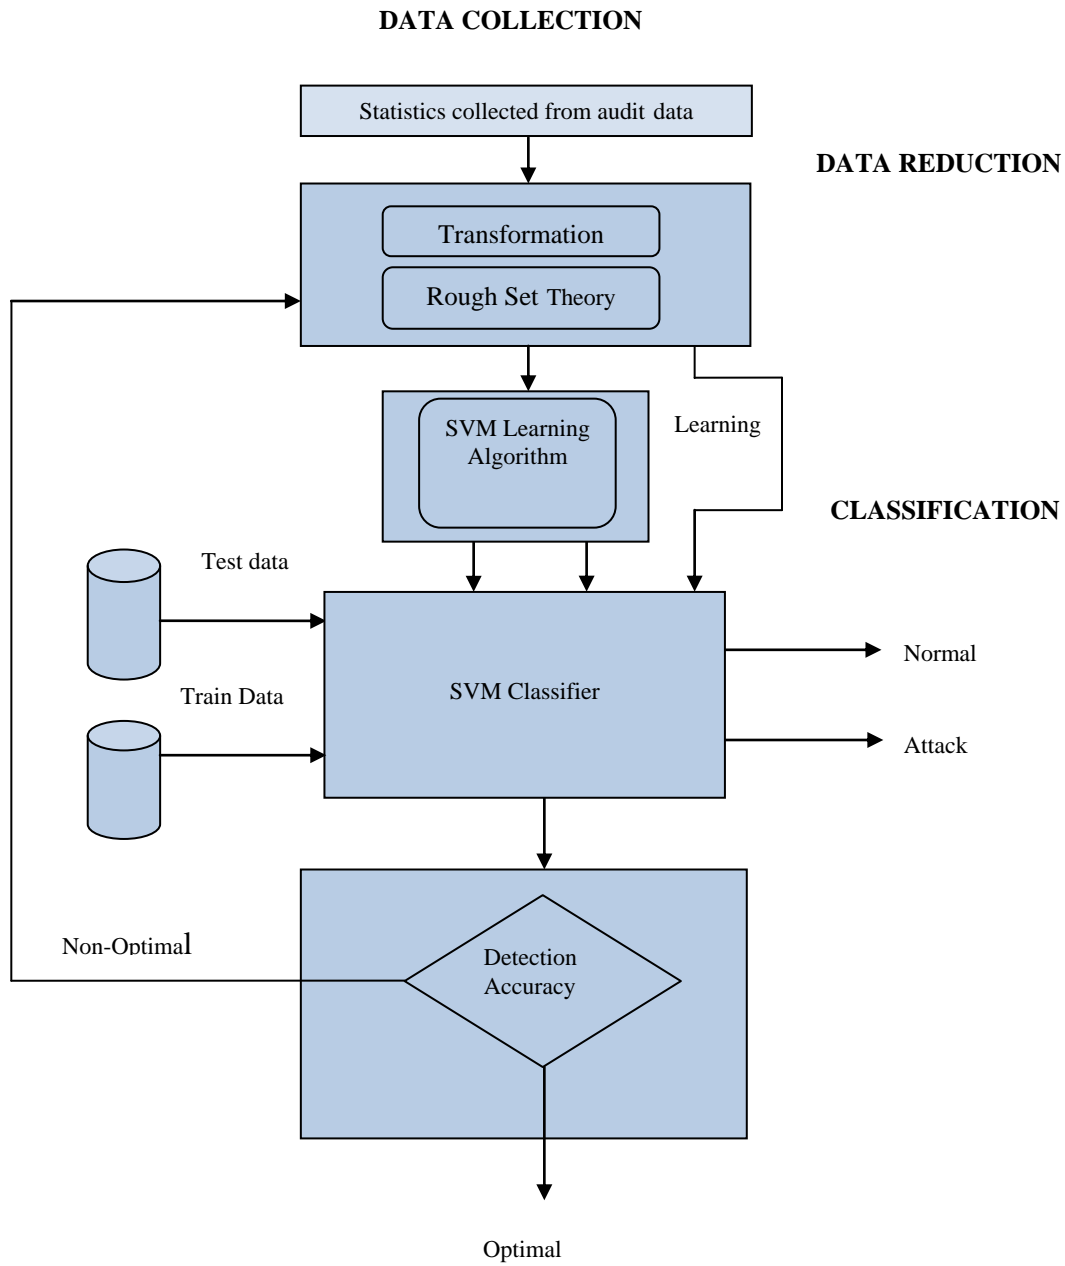 DATA COLLECTION
Statistics collected from audit data
DATA REDUCTION
Transformation
Rough Set Theory
SVM Learning
Algorithm
Learning
CLASSIFICATION
Test data
Normal
Train Data
SVM Classifier
Attack
Non-Optimal
Detection
Accuracy
Optimal